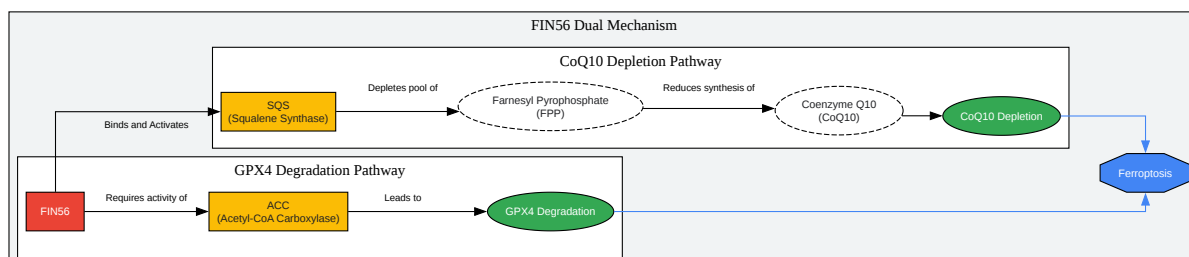 FIN56 Dual Mechanism
CoQ10 Depletion Pathway
SQS
(Squalene Synthase)
Depletes pool of
Farnesyl Pyrophosphate
(FPP)
Reduces synthesis of
Coenzyme Q10
(CoQ10)
CoQ10 Depletion
Binds and Activates
Ferroptosis
GPX4 Degradation Pathway
FIN56
Requires activity of
ACC
(Acetyl-CoA Carboxylase)
Leads to
GPX4 Degradation